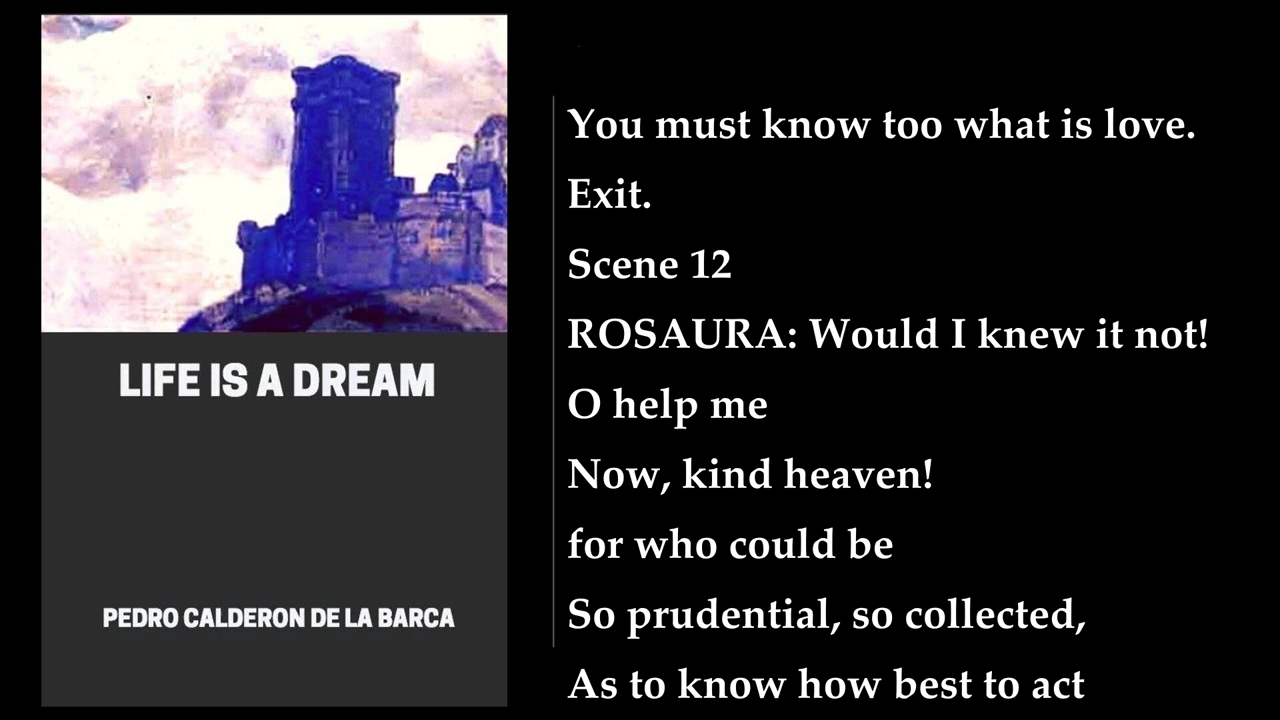 LIFE IS A DREAM
PEDRO CALDERON DE LA BARCA
You must know too what is love.
Exit.
Scene 12
ROSAURA: Would I knew it not!
O help me
Now, kind heaven!
for who could be
So prudential, so collected,
As to know how best to act